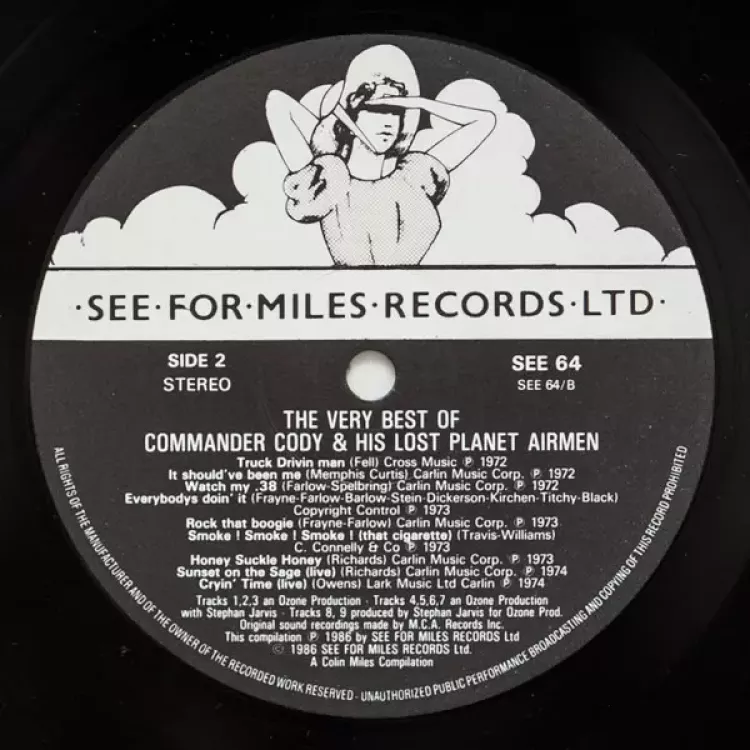 ·SEE·FOR·MILES·RECORDS·LTD·
SIDE 2
STEREO
SEE 64
SEE 64/B
THE VERY BEST OF
COMMANDER CODY & HIS LOST PLANET AIRMEN
Truck Drivin man (Fell) Cross Music ℗ 1972
It should've been me (Memphis Curtis) Carlin Music Corp. ℗ 1972
Watch my .38 (Farlow-Spelbring) Carlin Music Corp. ℗ 1972
Everybodys doin' it (Frayne-Farlow-Barlow-Stein-Dickerson-Kirchen-Titchy-Black)
Copyright Control ℗ 1973
Rock that boogie (Frayne-Farlow) Carlin Music Corp. ℗ 1973
Smoke ! Smoke ! Smoke ! (that cigarette) (Travis-Williams)
C. Connelly & Co ℗ 1973
Honey Suckle Honey (Richards) Carlin Music Corp. ℗ 1973
Sunset on the Sage (live) (Richards) Carlin Music Corp. ℗ 1974
Cryin' Time (live) (Owens) Lark Music Ltd Carlin ℗ 1974
Tracks 1,2,3 an Ozone Production · Tracks 4,5,6,7 an Ozone Production
with Stephan Jarvis · Tracks 8, 9 produced by Stephan Jarvis for Ozone Prod.
Original sound recordings made by M.C.A. Records Inc.
This compilation ℗ 1986 by SEE FOR MILES RECORDS Ltd
© 1986 SEE FOR MILES RECORDS Ltd.
A Colin Miles Compilation
ALL RIGHTS OF THE MANUFACTURER AND OF THE OWNER OF THE RECORDED WORK RESERVED · UNAUTHORIZED PUBLIC PERFORMANCE BROADCASTING AND COPYING OF THIS RECORD PROHIBITED